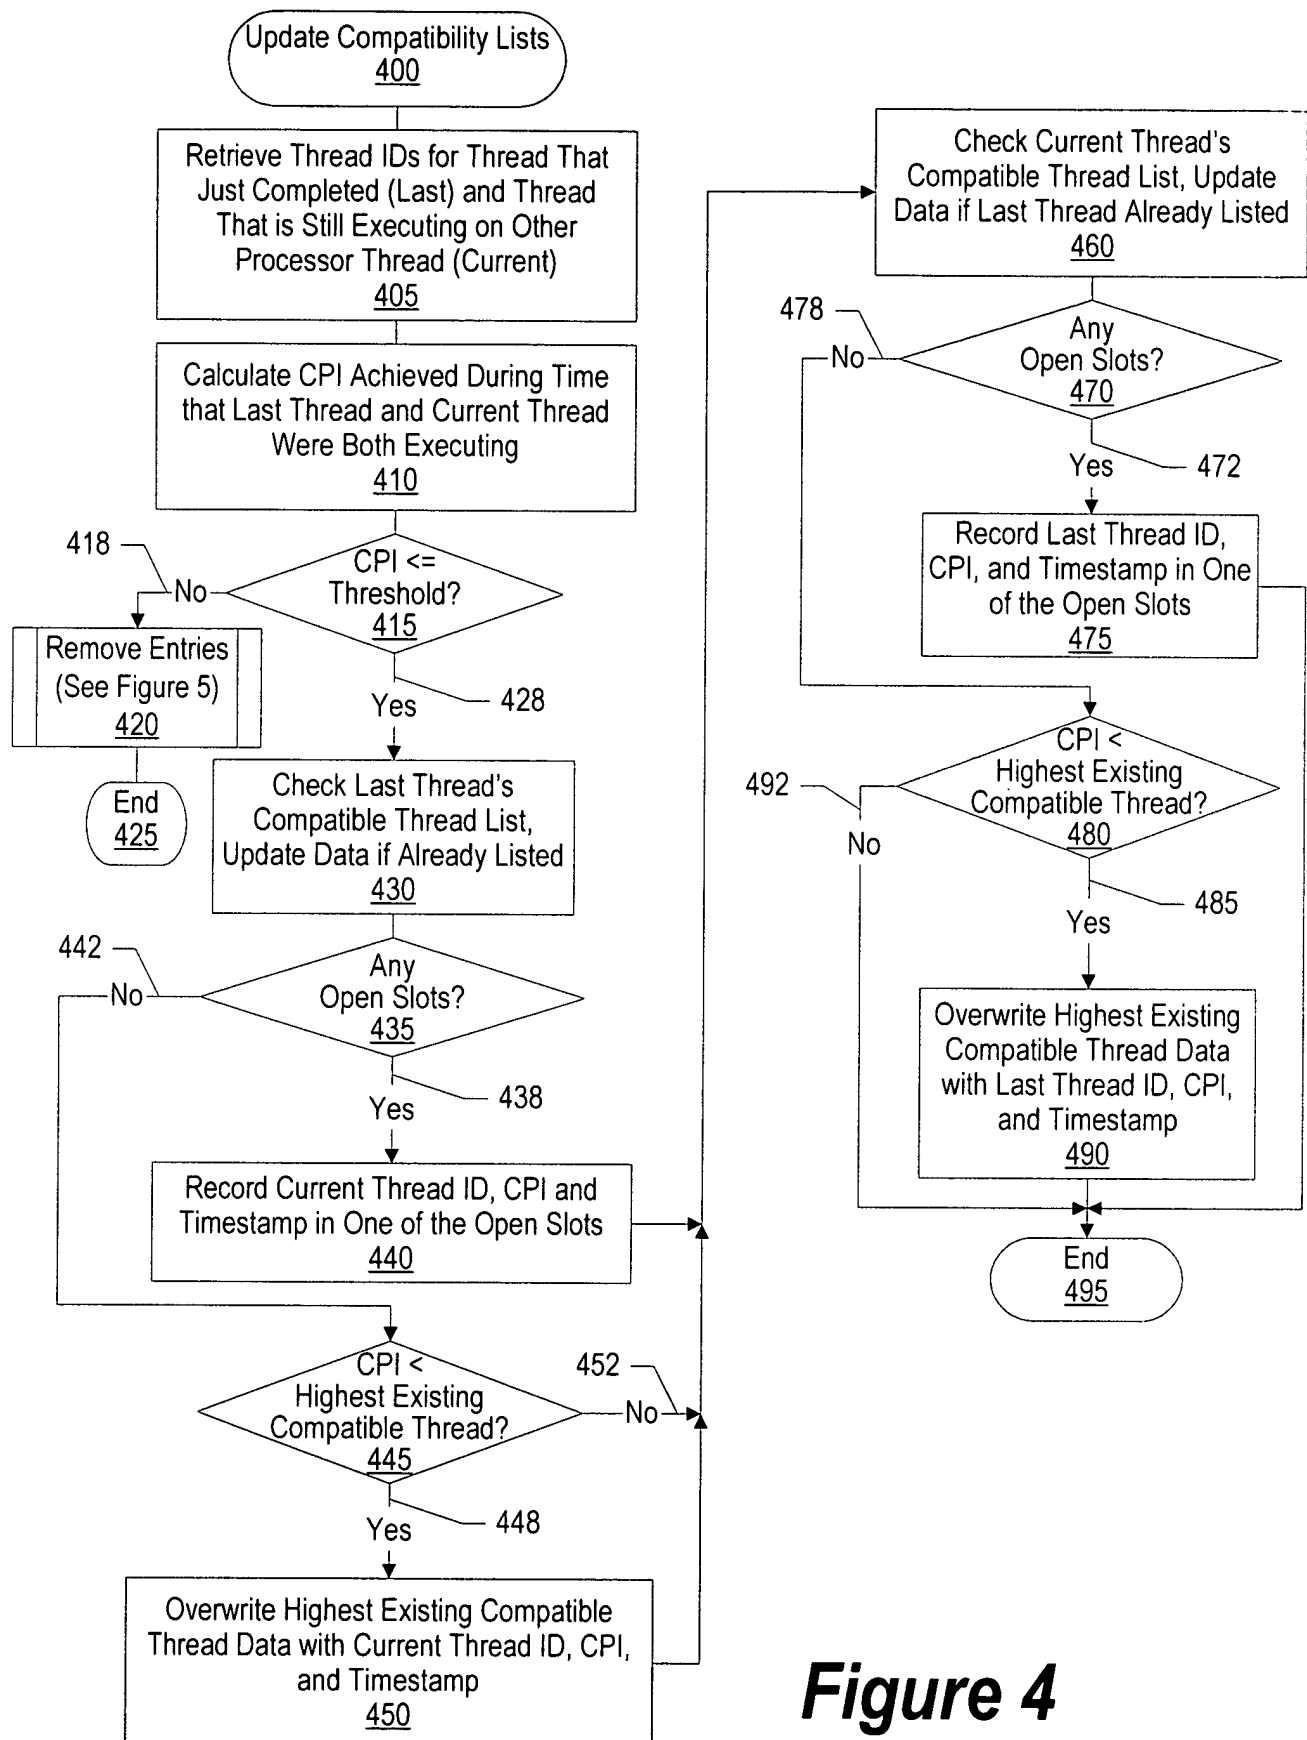 Update Compatibility Lists
400
Retrieve Thread IDs for Thread That
Just Completed (Last) and Thread
That is Still Executing on Other
Processor Thread (Current)
405
Calculate CPI Achieved During Time
that Last Thread and Current Thread
Were Both Executing
410
418
No
CPI <=
Threshold?
415
Remove Entries
(See Figure 5)
420
End
425
428
Yes
Check Last Thread's
Compatible Thread List,
Update Data if Already Listed
430
442
No
Any
Open Slots?
435
438
Yes
Record Current Thread ID, CPI and
Timestamp in One of the Open Slots
440
CPI <
Highest Existing
Compatible Thread?
445
452
No
448
Yes
Overwrite Highest Existing Compatible
Thread Data with Current Thread ID, CPI,
and Timestamp
450
Check Current Thread's
Compatible Thread List, Update
Data if Last Thread Already Listed
460
478
No
Any
Open Slots?
470
472
Yes
Record Last Thread ID,
CPI, and Timestamp in One
of the Open Slots
475
CPI <
Highest Existing
Compatible Thread?
480
492
No
485
Yes
Overwrite Highest Existing
Compatible Thread Data
with Last Thread ID, CPI,
and Timestamp
490
End
495
Figure 4